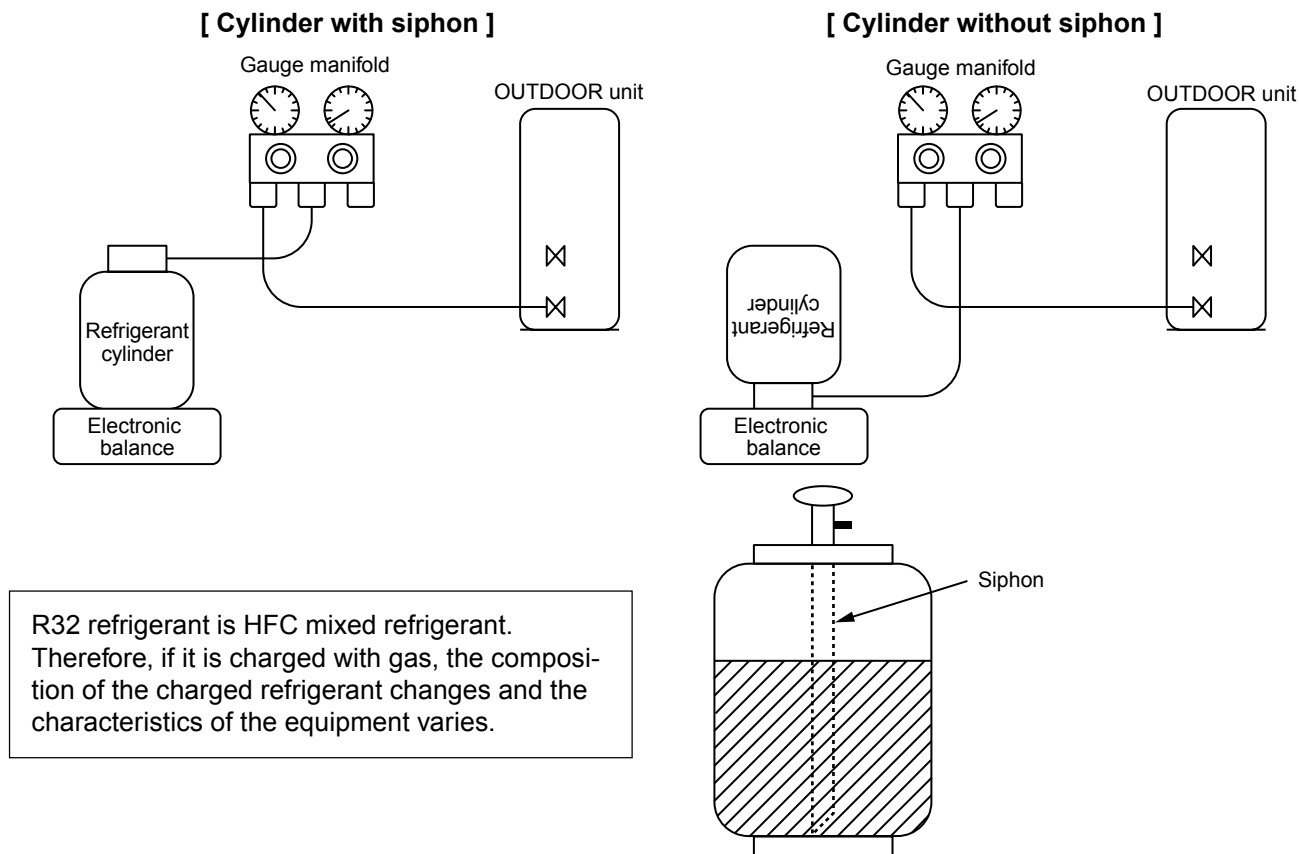 [ Cylinder with siphon ]
Gauge manifold
OUTDOOR unit
Refrigerant
cylinder
Electronic
balance
[ Cylinder without siphon ]
Gauge manifold
OUTDOOR unit
Refrigerant
cylinder
Electronic
balance
Siphon
R32 refrigerant is HFC mixed refrigerant.
Therefore, if it is charged with gas, the composi-
tion of the charged refrigerant changes and the
characteristics of the equipment varies.